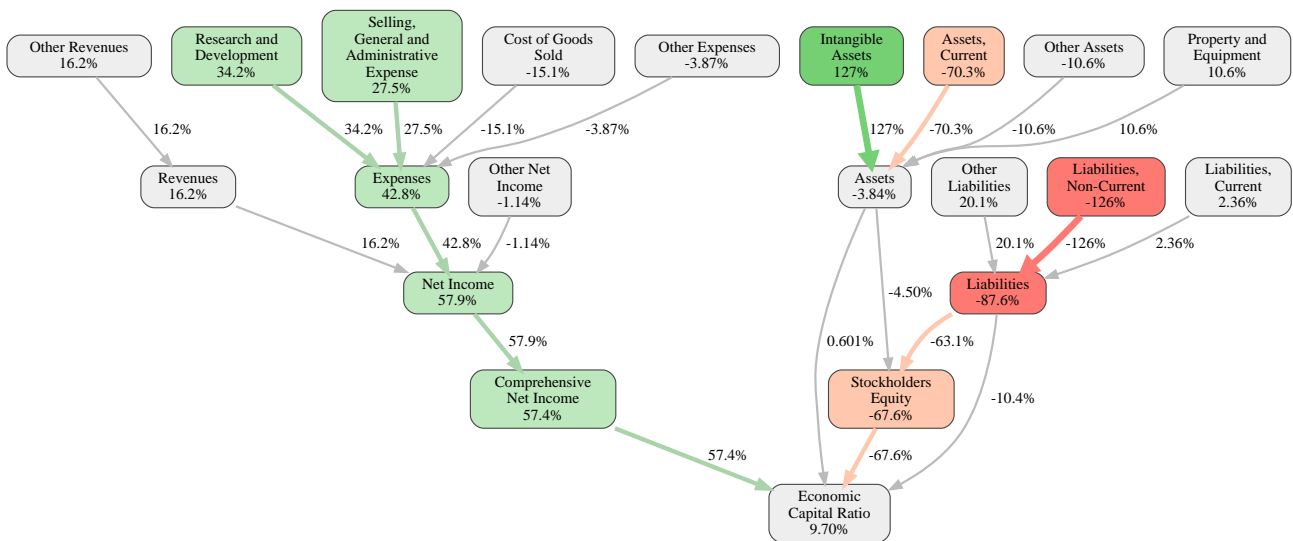 Other Revenues
16.2%
Research and
Development
34.2%
Selling,
General and
Administrative
Expense
27.5%
Cost of Goods
Sold
-15.1%
Other Expenses
-3.87%
Intangible
Assets
127%
Assets,
Current
-70.3%
Other Assets
-10.6%
Property and
Equipment
10.6%
16.2%
34.2%
27.5%
-15.1%
-3.87%
127%
-70.3%
-10.6%
10.6%
Revenues
16.2%
Expenses
42.8%
Other Net
Income
-1.14%
Assets
-3.84%
Other
Liabilities
20.1%
Liabilities,
Non-Current
-126%
Liabilities,
Current
2.36%
16.2%
42.8%
-1.14%
20.1%
-126%
2.36%
Net Income
57.9%
-4.50%
Liabilities
-87.6%
57.9%
0.601%
-63.1%
Comprehensive
Net Income
57.4%
Stockholders
Equity
-67.6%
-10.4%
57.4%
-67.6%
Economic
Capital Ratio
9.70%